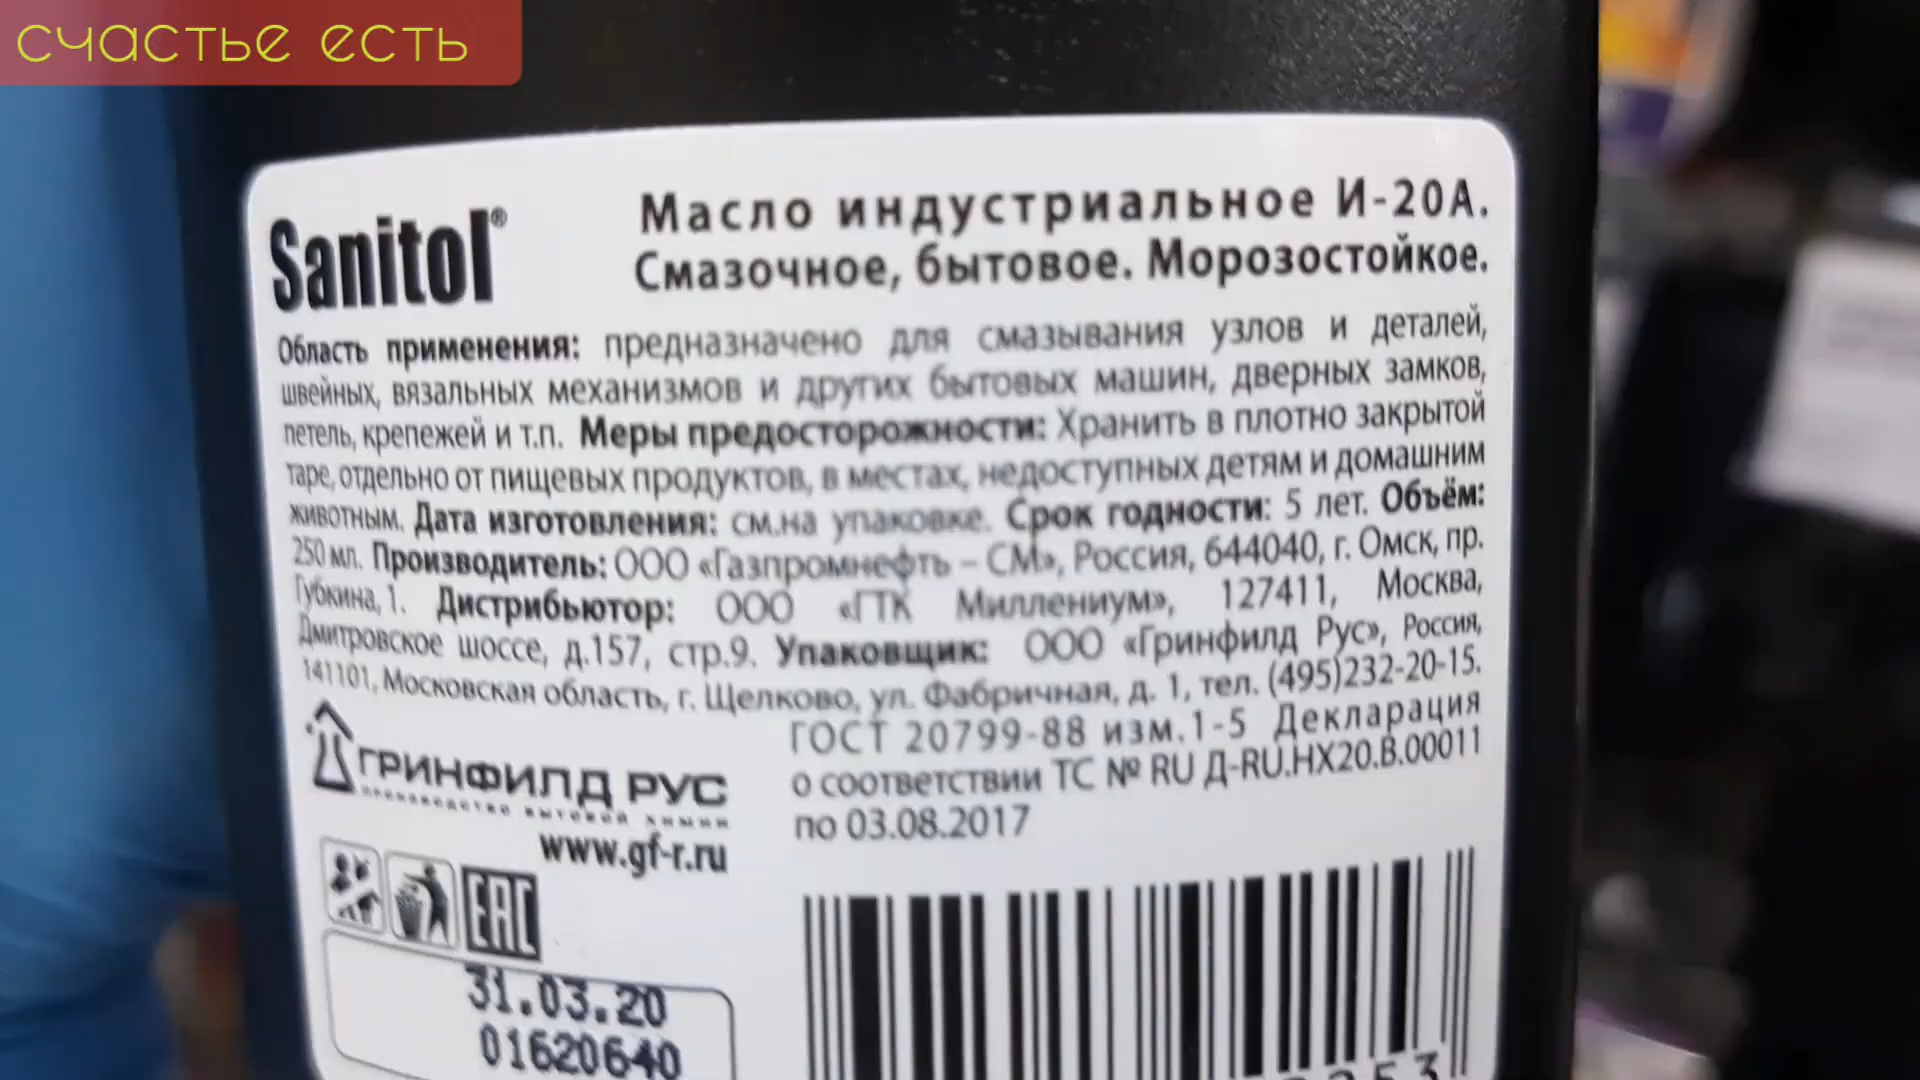 счастье есть
Sanitol®
Масло индустриальное И-20А.
Смазочное, бытовое. Морозостойкое.
Область применения: предназначено для смазывания узлов и деталей,
швейных, вязальных механизмов и других бытовых машин, дверных замков,
петель, крепежей и т.п. Меры предосторожности: Хранить в плотно закрытой
таре, отдельно от пищевых продуктов, в местах, недоступных детям и домашним
животным. Дата изготовления: см.на упаковке. Срок годности: 5 лет. Объём:
250 мл. Производитель: ООО «Газпромнефть – СМ», Россия, 644040, г. Омск, пр.
Губкина, 1. Дистрибьютор: ООО «ГТК Миллениум», 127411, Москва,
Дмитровское шоссе, д.157, стр.9. Упаковщик: ООО «Гринфилд Рус», Россия,
141101, Московская область, г. Щелково, ул. Фабричная, д. 1, тел. (495)232-20-15.
ГОСТ 20799-88 изм.1-5 Декларация
о соответствии ТС № RU Д-RU.НХ20.В.00011
по 03.08.2017
ГРИНФИЛД РУС
производство бытовой химии
www.gf-r.ru
EAC
31.03.20
01620640